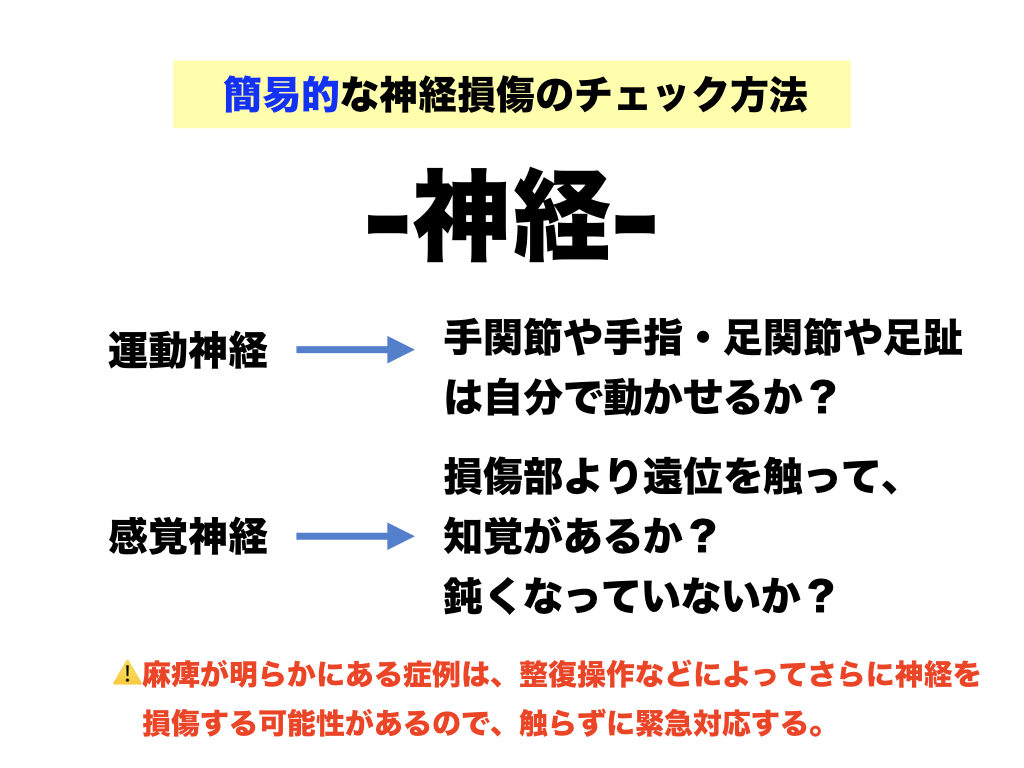 簡易的な神経損傷のチェック方法
-神経-
運動神経
手関節や手指・足関節や足趾
は自分で動かせるか？
感覚神経
損傷部より遠位を触って、
知覚があるか？
鈍くなっていないか？
⚠️麻痺が明らかにある症例は、整復操作などによってさらに神経を
損傷する可能性があるので、触らずに緊急対応する。